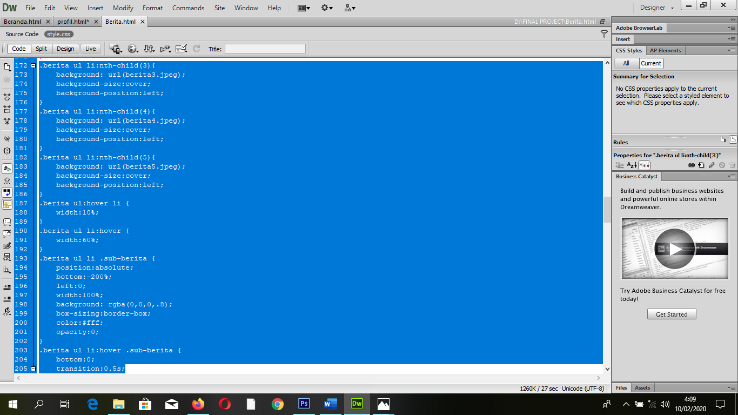 Dw File Edit View Insert Modify Format Commands Site Window Help Designer
Beranda.html × profill.html* × Berita.html × D:\FINAL PROJECT\Berita.html
Source Code style.css
Code Split Design Live Title:
172 .berita ul li:nth-child(3){
173 background: url(berita3.jpeg);
174 background-size:cover;
175 background-position:left;
176 }
177 .berita ul li:nth-child(4){
178 background: url(berita4.jpeg);
179 background-size:cover;
180 background-position:left;
181 }
182 .berita ul li:nth-child(5){
183 background: url(berita5.jpeg);
184 background-size:cover;
185 background-position:left;
186 }
187 .berita ul:hover li {
188 width:10%;
189 }
190 .berita ul li:hover {
191 width:60%;
192 }
193 .berita ul li .sub-berita {
194 position:absolute;
195 bottom:-200%;
196 left:0;
197 width:100%;
198 background: rgba(0,0,0,.8);
199 box-sizing:border-box;
200 color:#fff;
201 opacity:0;
202 }
203 .berita ul li:hover .sub-berita {
204 bottom:0;
205 transition:0.5s;
1260K / 27 sec Unicode (UTF-8)
Adobe BrowserLab
Insert
CSS Styles AP Elements
All Current
Summary for Selection
No CSS properties apply to the current
selection. Please select a styled element to
see which CSS properties apply.
Rules
Properties for ".berita ul li:nth-child(3)"
Business Catalyst
Build and publish business websites
and powerful online stores within
Dreamweaver.
Try Adobe Business Catalyst for free
today!
Get Started
Files Assets
4:09
10/02/2020